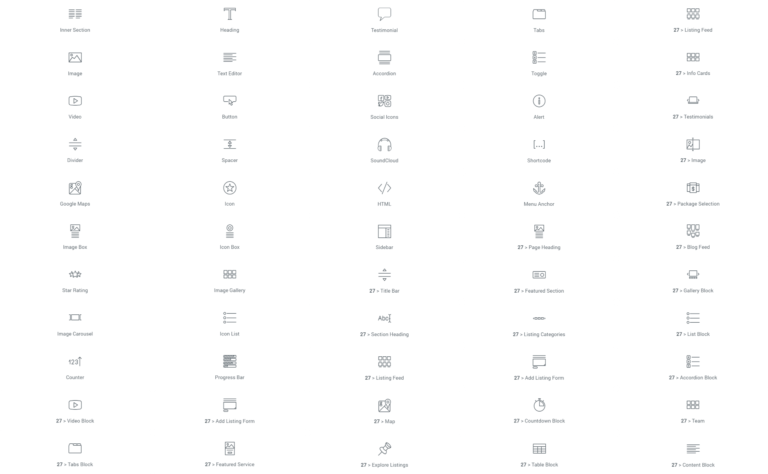 Inner Section
Heading
Testimonial
Tabs
27 > Listing Feed
Image
Text Editor
Accordion
Toggle
27 > Info Cards
Video
Button
Social Icons
Alert
27 > Testimonials
Divider
Spacer
SoundCloud
[...]
Shortcode
27 > Image
Google Maps
Icon
HTML
Menu Anchor
27 > Package Selection
Image Box
Icon Box
Sidebar
27 > Page Heading
27 > Blog Feed
Star Rating
Image Gallery
27 > Title Bar
27 > Featured Section
27 > Gallery Block
Image Carousel
Icon List
Abc
27 > Section Heading
27 > Listing Categories
27 > List Block
123
Counter
Progress Bar
27 > Listing Feed
27 > Add Listing Form
27 > Accordion Block
27 > Video Block
27 > Add Listing Form
27 > Map
27 > Countdown Block
27 > Team
27 > Tabs Block
27 > Featured Service
27 > Explore Listings
27 > Table Block
27 > Content Block